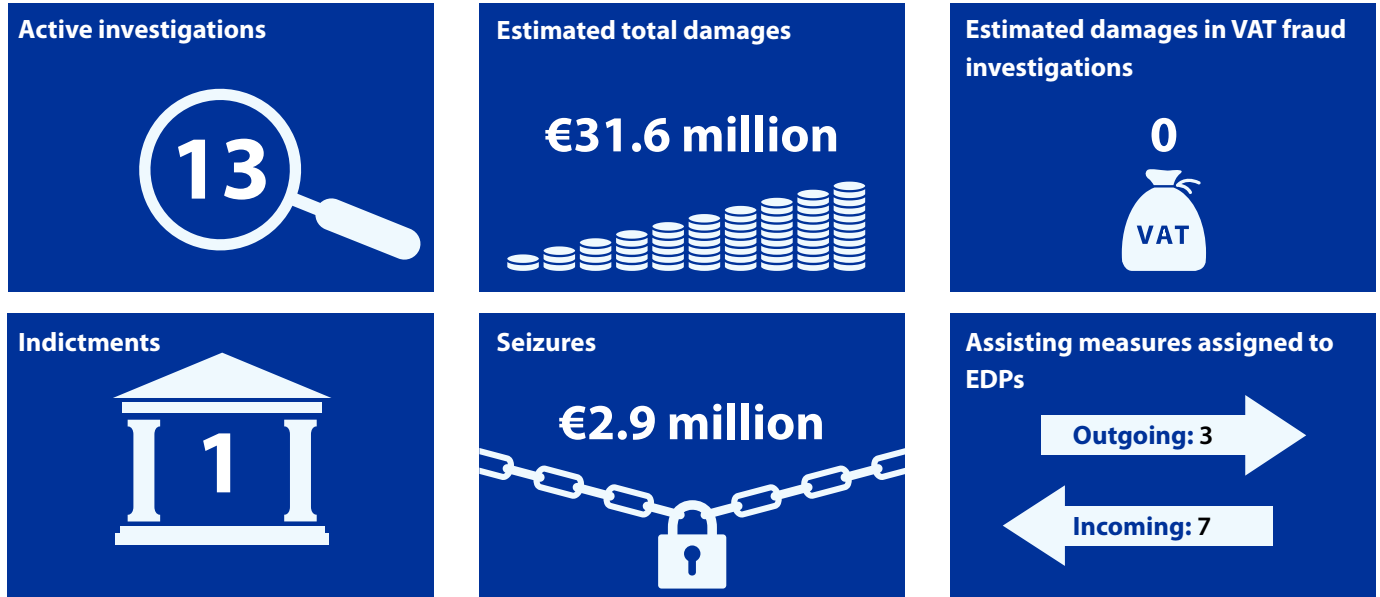 Active investigations
13
Estimated total damages
€31.6 million
Estimated damages in VAT fraud
investigations
0
VAT
Indictments
1
Seizures
€2.9 million
Assisting measures assigned to
EDPs
Outgoing: 3
Incoming: 7